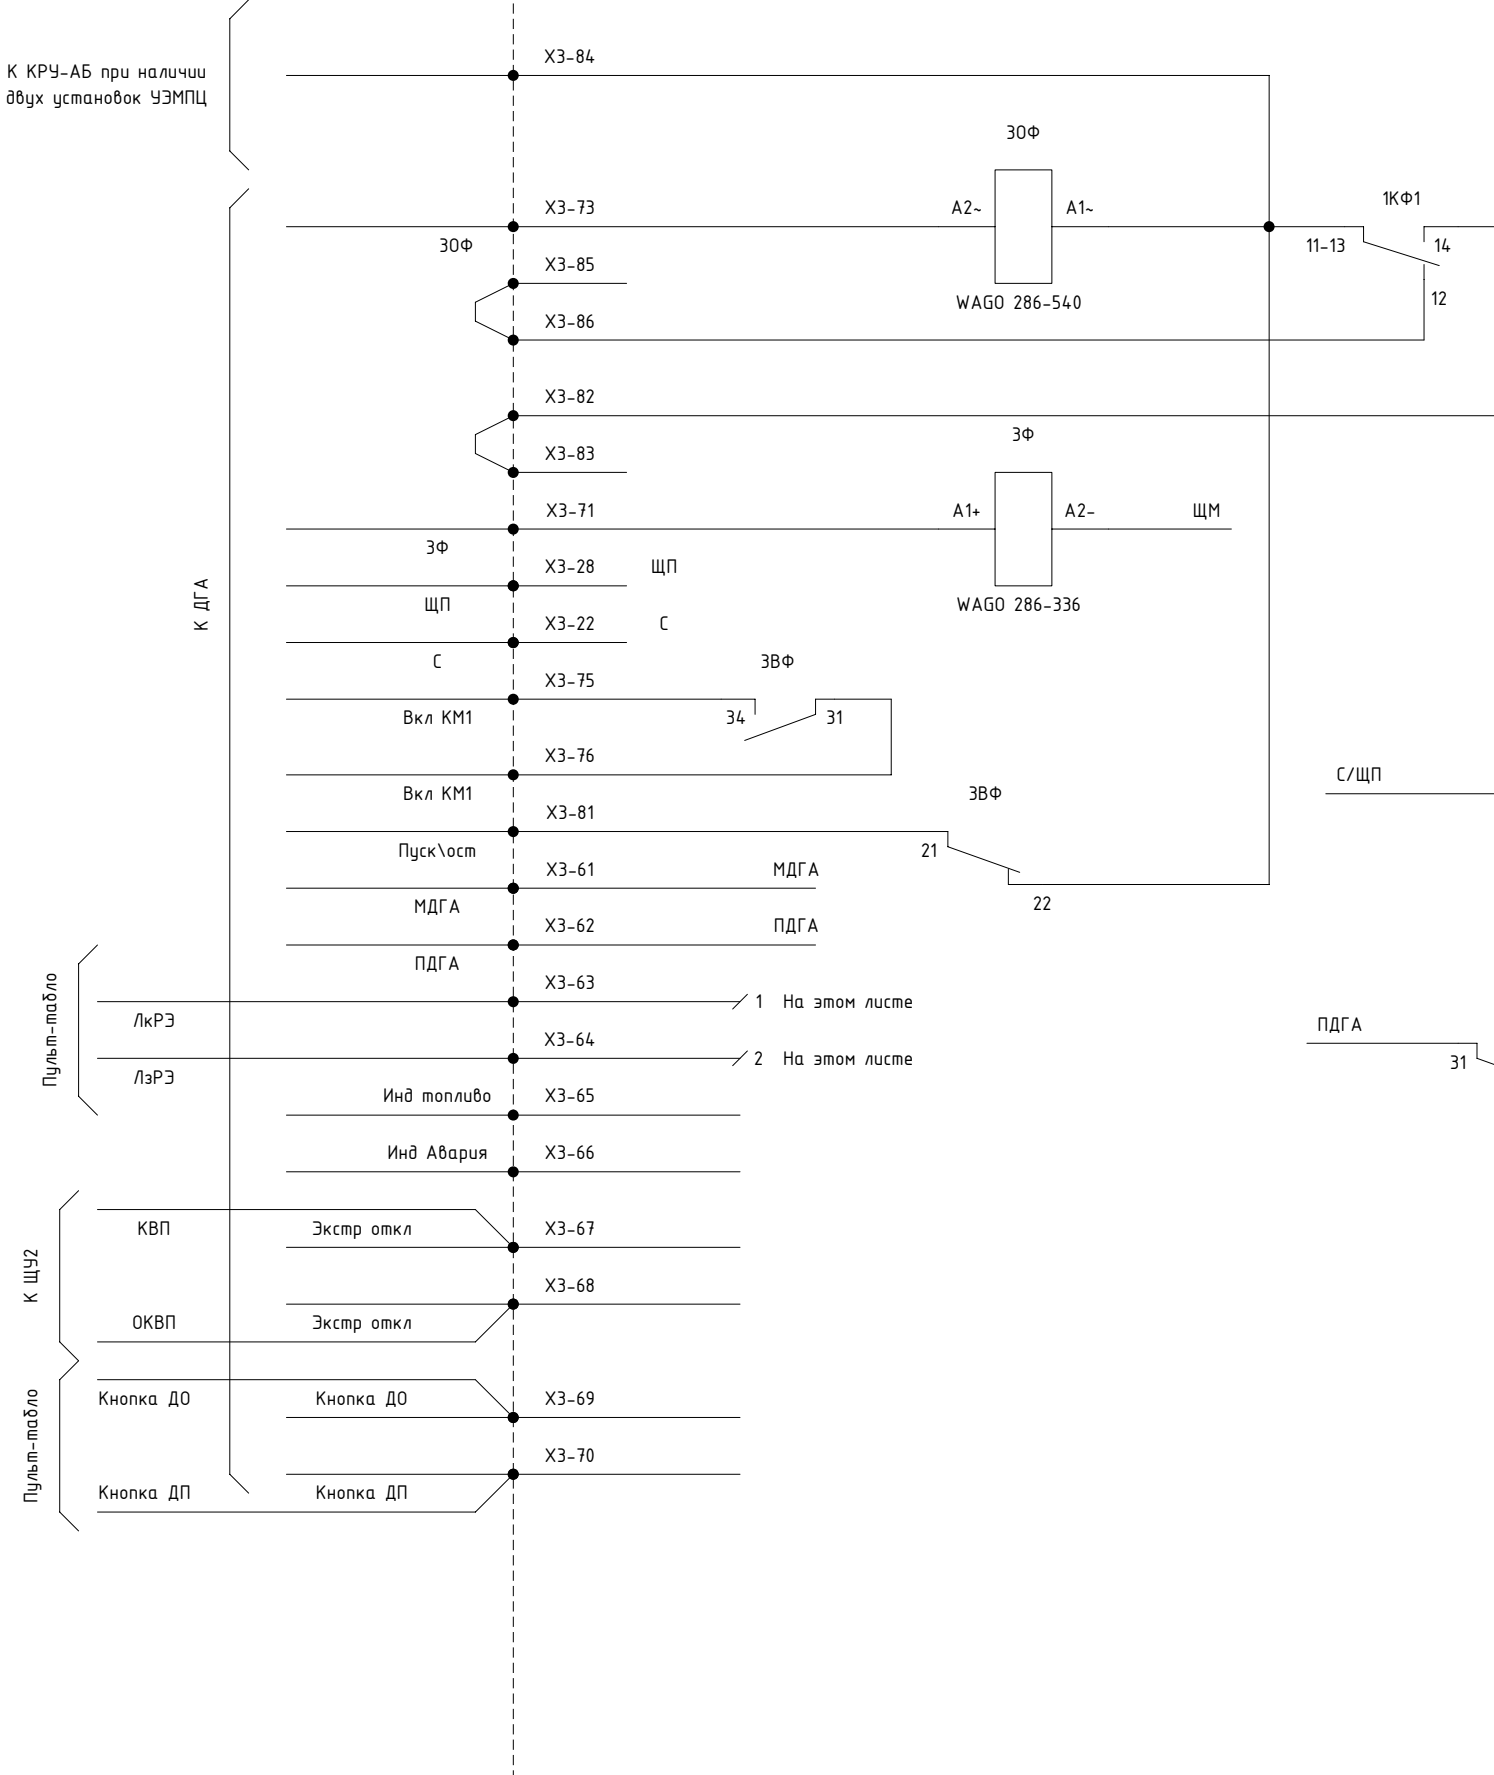 Х3-84
К КРУ-АБ при наличии
двух установок УЭМПЦ
3ОФ
Х3-73
А2~
А1~
1КФ1
3ОФ
11-13
14
Х3-85
WAGO 286-540
12
Х3-86
Х3-82
3Ф
Х3-83
Х3-71
А1+
А2-
ЩМ
3Ф
Х3-28
ЩП
К ДГА
ЩП
WAGO 286-336
Х3-22
С
С
3ВФ
Х3-75
Вкл КМ1
34
31
Х3-76
С/ЩП
Вкл КМ1
3ВФ
Х3-81
Пуск\ост
21
Х3-61
МДГА
МДГА
22
Х3-62
ПДГА
ПДГА
Пульт-табло
Х3-63
1 На этом листе
ЛкРЭ
ПДГА
Х3-64
2 На этом листе
31
ЛзРЭ
Инд топливо
Х3-65
Инд Авария
Х3-66
К ЩУ2
КВП
Экстр откл
Х3-67
Х3-68
ОКВП
Экстр откл
Пульт-табло
Кнопка ДО
Кнопка ДО
Х3-69
Х3-70
Кнопка ДП
Кнопка ДП